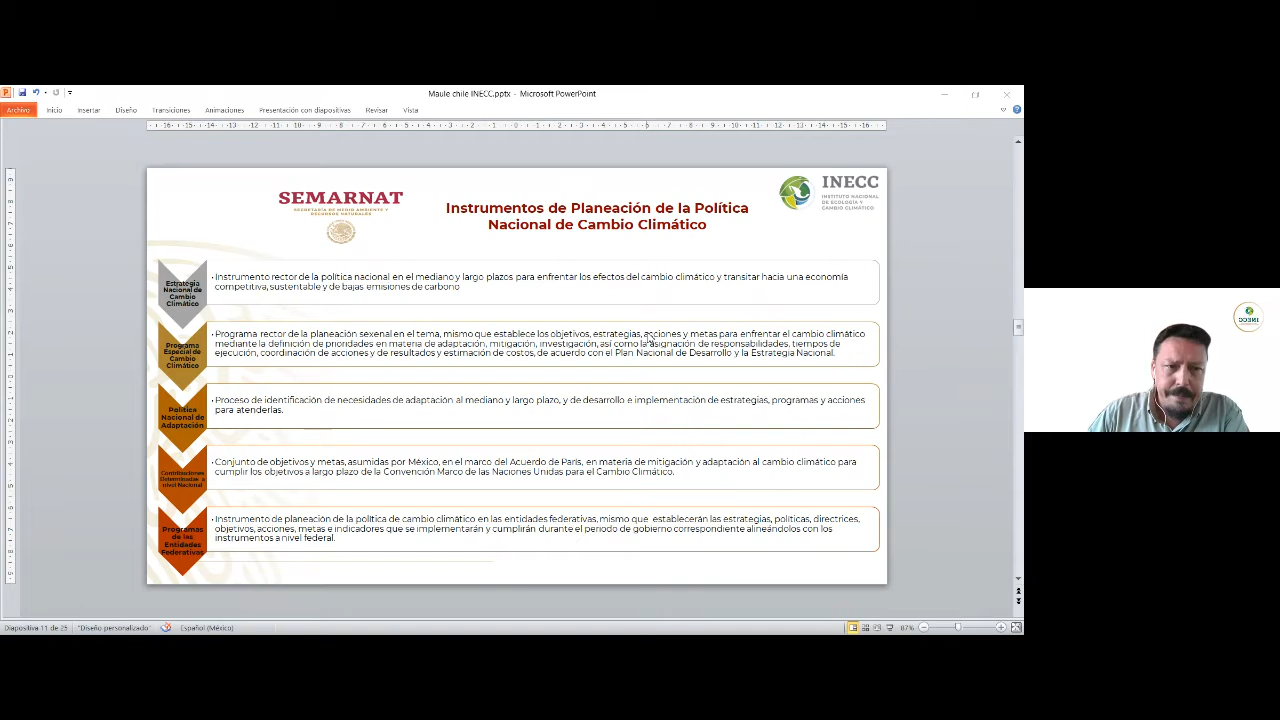 Maule chile INECC.pptx - Microsoft PowerPoint
Archivo Inicio Insertar Diseño Transiciones Animaciones Presentación con diapositivas Revisar Vista
SEMARNAT
SECRETARÍA DE MEDIO AMBIENTE Y
RECURSOS NATURALES
Instrumentos de Planeación de la Política
Nacional de Cambio Climático
INECC
INSTITUTO NACIONAL
DE ECOLOGÍA Y
CAMBIO CLIMÁTICO
Estrategia
Nacional de
Cambio
Climático
• Instrumento rector de la política nacional en el mediano y largo plazos para enfrentar los efectos del cambio climático y transitar hacia una economía
competitiva, sustentable y de bajas emisiones de carbono
Programa
Especial de
Cambio
Climático
• Programa rector de la planeación sexenal en el tema, mismo que establece los objetivos, estrategias, acciones y metas para enfrentar el cambio climático
mediante la definición de prioridades en materia de adaptación, mitigación, investigación, así como la asignación de responsabilidades, tiempos de
ejecución, coordinación de acciones y de resultados y estimación de costos, de acuerdo con el Plan Nacional de Desarrollo y la Estrategia Nacional.
Política
Nacional de
Adaptación
• Proceso de identificación de necesidades de adaptación al mediano y largo plazo, y de desarrollo e implementación de estrategias, programas y acciones
para atenderlas.
Contribuciones
Determinadas a
nivel Nacional
• Conjunto de objetivos y metas, asumidas por México, en el marco del Acuerdo de París, en materia de mitigación y adaptación al cambio climático para
cumplir los objetivos a largo plazo de la Convención Marco de las Naciones Unidas para el Cambio Climático.
Programas
de las
Entidades
Federativas
• Instrumento de planeación de la política de cambio climático en las entidades federativas, mismo que establecerán las estrategias, políticas, directrices,
objetivos, acciones, metas e indicadores que se implementarán y cumplirán durante el periodo de gobierno correspondiente alineándolos con los
instrumentos a nivel federal.
Diapositiva 11 de 25 "Diseño personalizado" Español (México) 87%